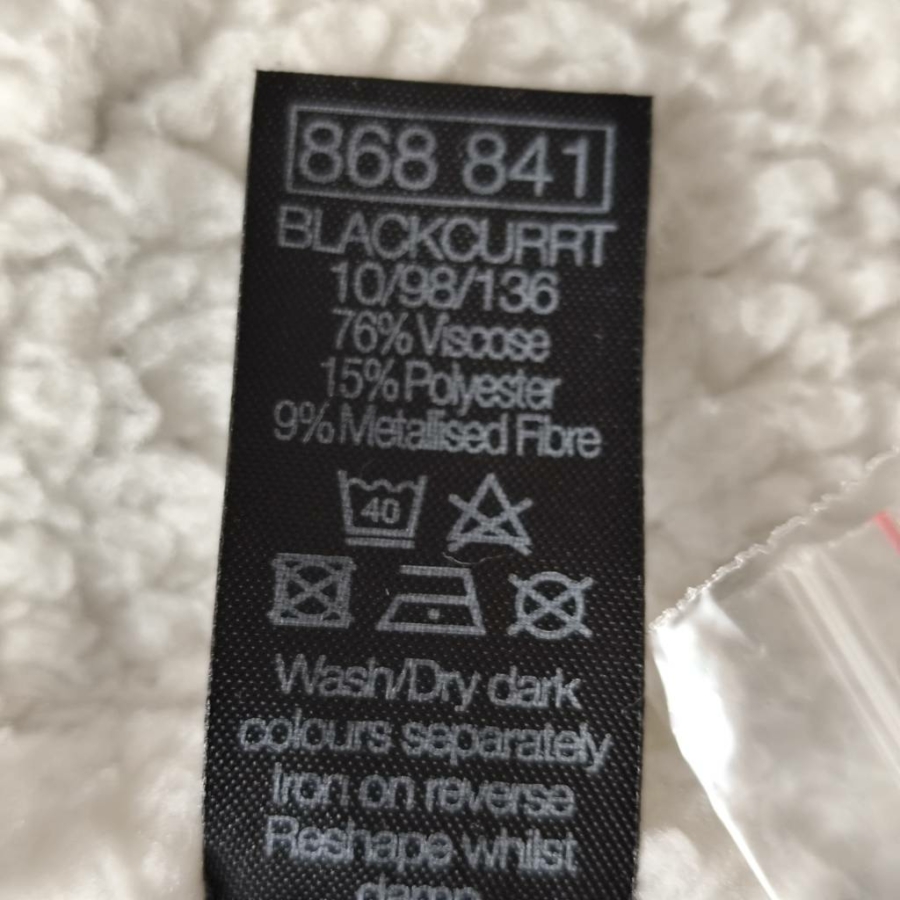 868 841
BLACKCURRT
10/98/136
76% Viscose
15% Polyester
9% Metallised Fibre
40
Wash/Dry dark
colours separately
Iron on reverse
Reshape whilst
damp